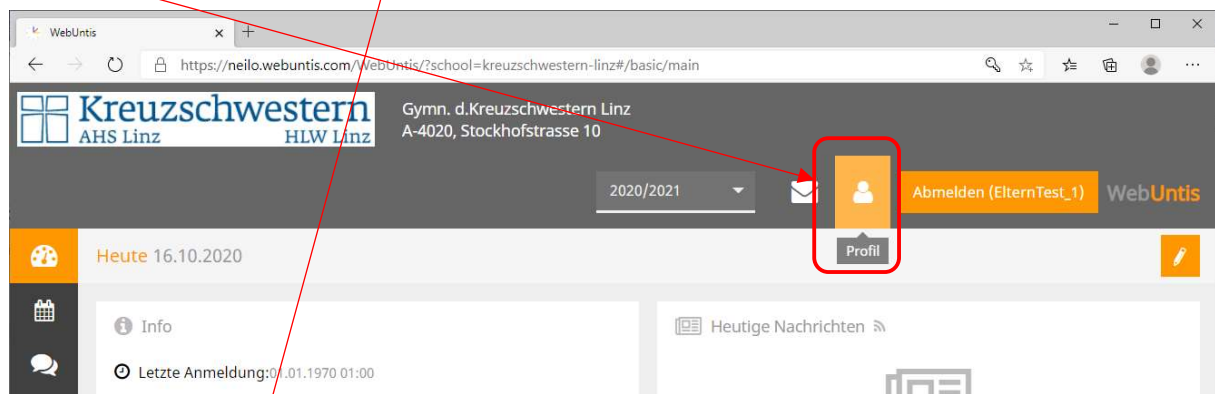 WebUntis
https://neilo.webuntis.com/WebUntis/?school=kreuzschwestern-linz#/basic/main
Kreuzschwestern
AHS Linz HLW Linz
Gymn. d.Kreuzschwestern Linz
A-4020, Stockhofstrasse 10
2020/2021
Abmelden (ElternTest_1)
WebUntis
Profil
Heute 16.10.2020
Info
Heutige Nachrichten
Letzte Anmeldung:01.01.1970 01:00